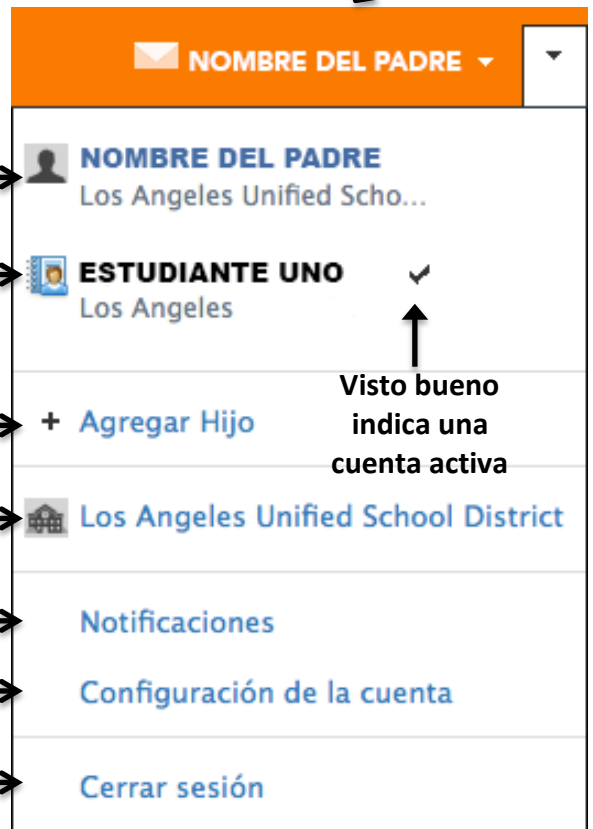 NOMBRE DEL PADRE
NOMBRE DEL PADRE
Los Angeles Unified Scho...
ESTUDIANTE UNO
Los Angeles
Visto bueno
indica una
cuenta activa
+ Agregar Hijo
Los Angeles Unified School District
Notificaciones
Configuración de la cuenta
Cerrar sesión